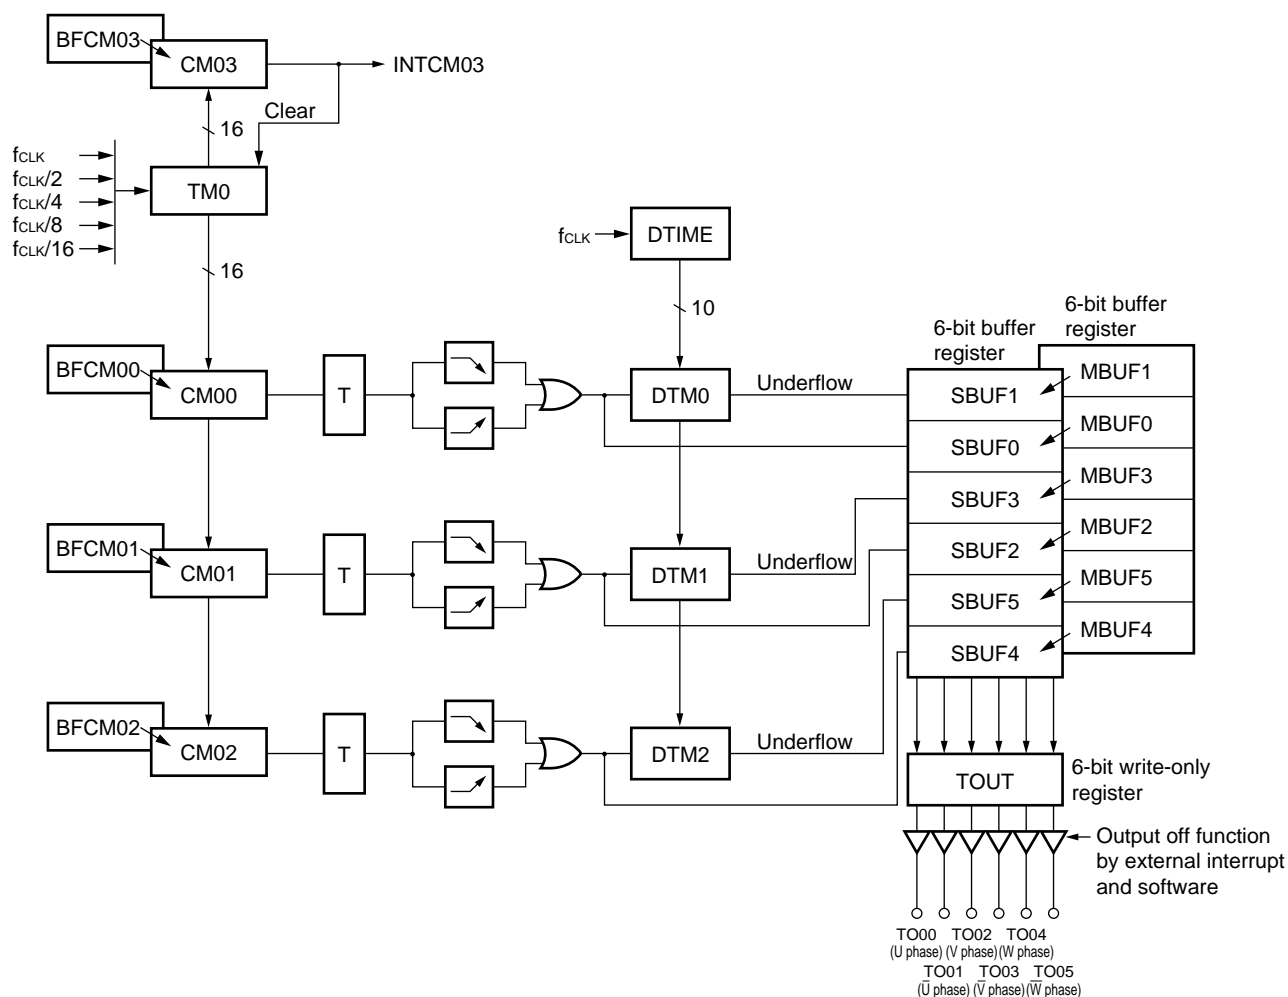 BFCM03
CM03
INTCM03
Clear
16
fCLK
fCLK/2
fCLK/4
fCLK/8
fCLK/16
TM0
16
fCLK
DTIME
10
6-bit buffer
register
6-bit buffer
register
BFCM00
CM00
T
DTM0
Underflow
SBUF1
MBUF1
SBUF0
MBUF0
SBUF3
MBUF3
BFCM01
CM01
T
DTM1
Underflow
SBUF2
MBUF2
SBUF5
MBUF5
SBUF4
MBUF4
BFCM02
CM02
T
DTM2
Underflow
TOUT
6-bit write-only
register
Output off function
by external interrupt
and software
TO00 TO02 TO04
(U phase) (V phase) (W phase)
TO01 TO03 TO05
(U̅ phase) (V̅ phase) (W̅ phase)